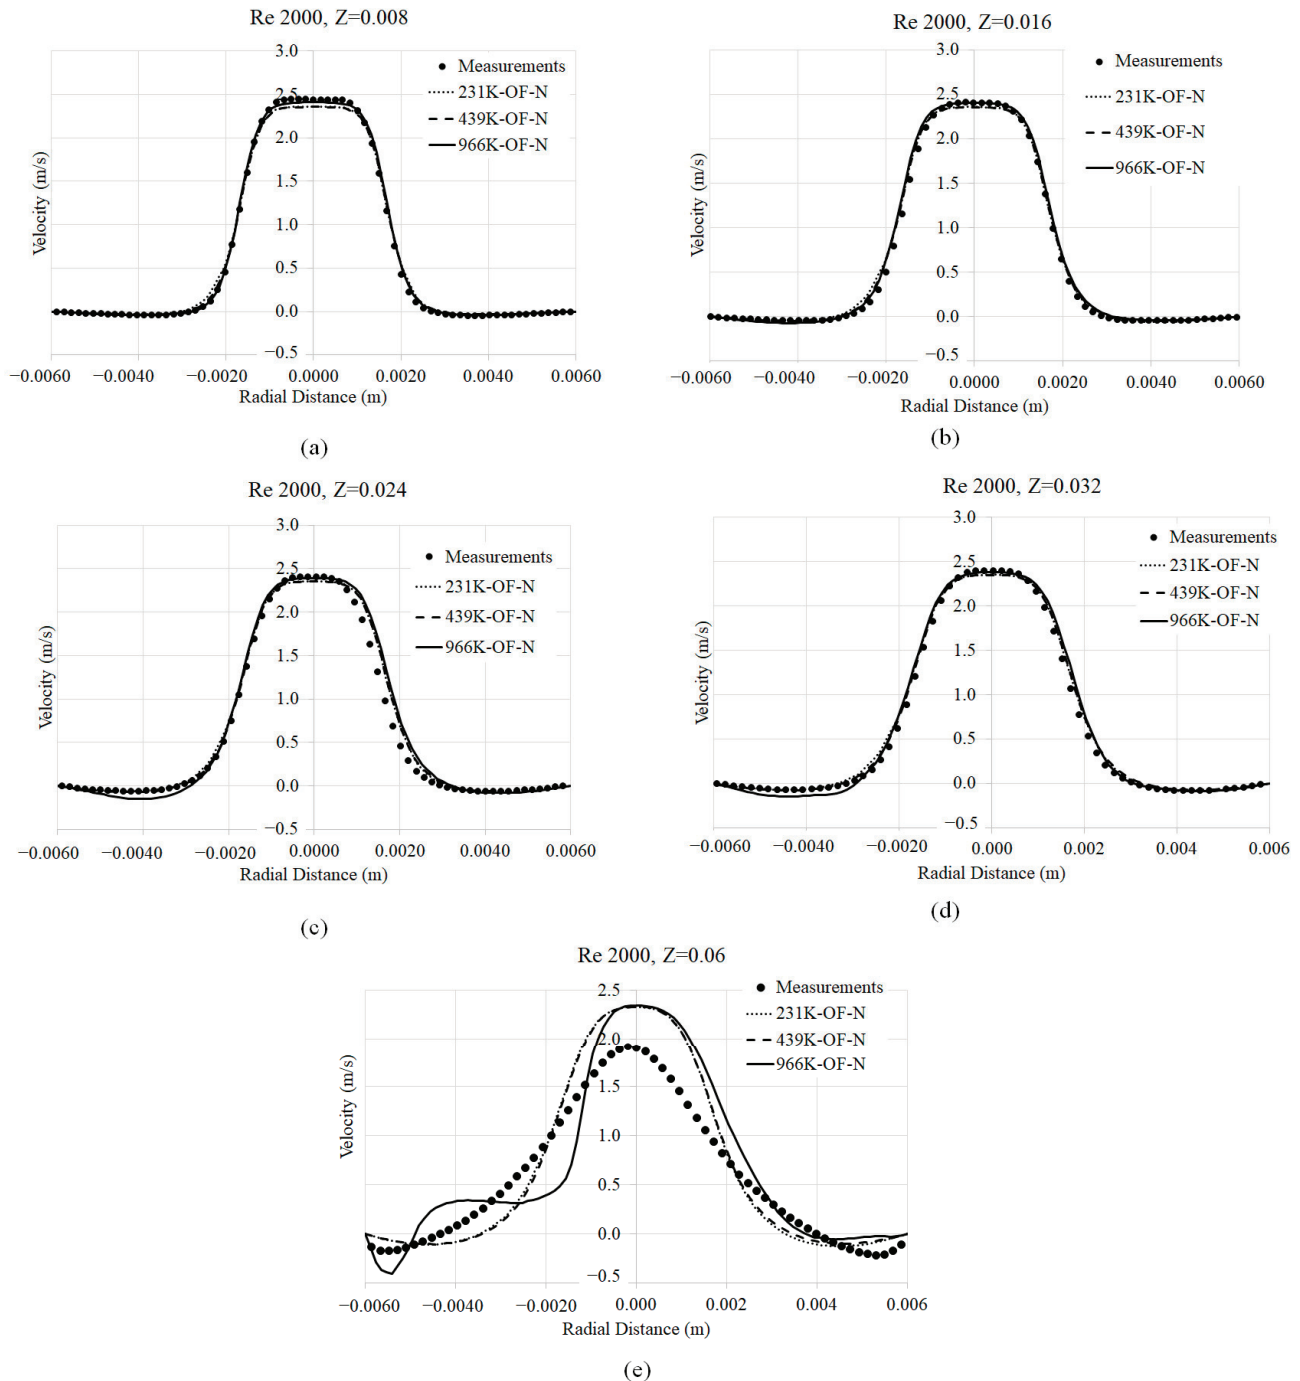 Re 2000, Z=0.008
3.0
2.5
2.0
1.5
1.0
0.5
0.0
−0.5
Velocity (m/s)
Measurements
231K-OF-N
439K-OF-N
966K-OF-N
−0.0060 −0.0040 −0.0020 0.0000 0.0020 0.0040 0.0060
Radial Distance (m)
(a)
Re 2000, Z=0.016
3.0
2.5
2.0
1.5
1.0
0.5
0.0
−0.5
Velocity (m/s)
Measurements
231K-OF-N
439K-OF-N
966K-OF-N
−0.0060 −0.0040 −0.0020 0.0000 0.0020 0.0040 0.0060
Radial Distance (m)
(b)
Re 2000, Z=0.024
3.0
2.5
2.0
1.5
1.0
0.5
0.0
−0.5
Velocity (m/s)
Measurements
231K-OF-N
439K-OF-N
966K-OF-N
−0.0060 −0.0040 −0.0020 0.0000 0.0020 0.0040 0.0060
Radial Distance (m)
(c)
Re 2000, Z=0.032
3.0
2.5
2.0
1.5
1.0
0.5
0.0
−0.5
Velocity (m/s)
Measurements
231K-OF-N
439K-OF-N
966K-OF-N
−0.0060 −0.0040 −0.0020 0.000 0.002 0.004 0.006
Radial Distance (m)
(d)
Re 2000, Z=0.06
2.5
2.0
1.5
1.0
0.5
0.0
−0.5
Velocity (m/s)
Measurements
231K-OF-N
439K-OF-N
966K-OF-N
−0.0060 −0.0040 −0.0020 0.000 0.002 0.004 0.006
Radial Distance (m)
(e)